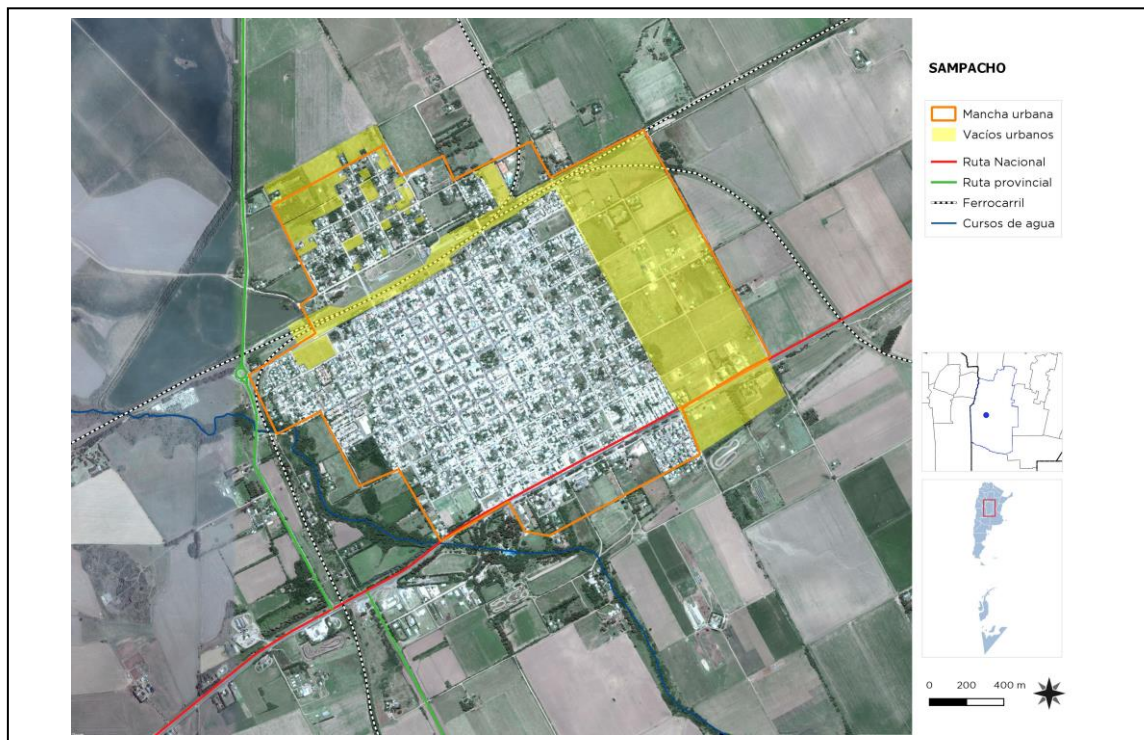 SAMPACHO
Mancha urbana
Vacíos urbanos
Ruta Nacional
Ruta provincial
Ferrocarril
Cursos de agua
0 200 400 m